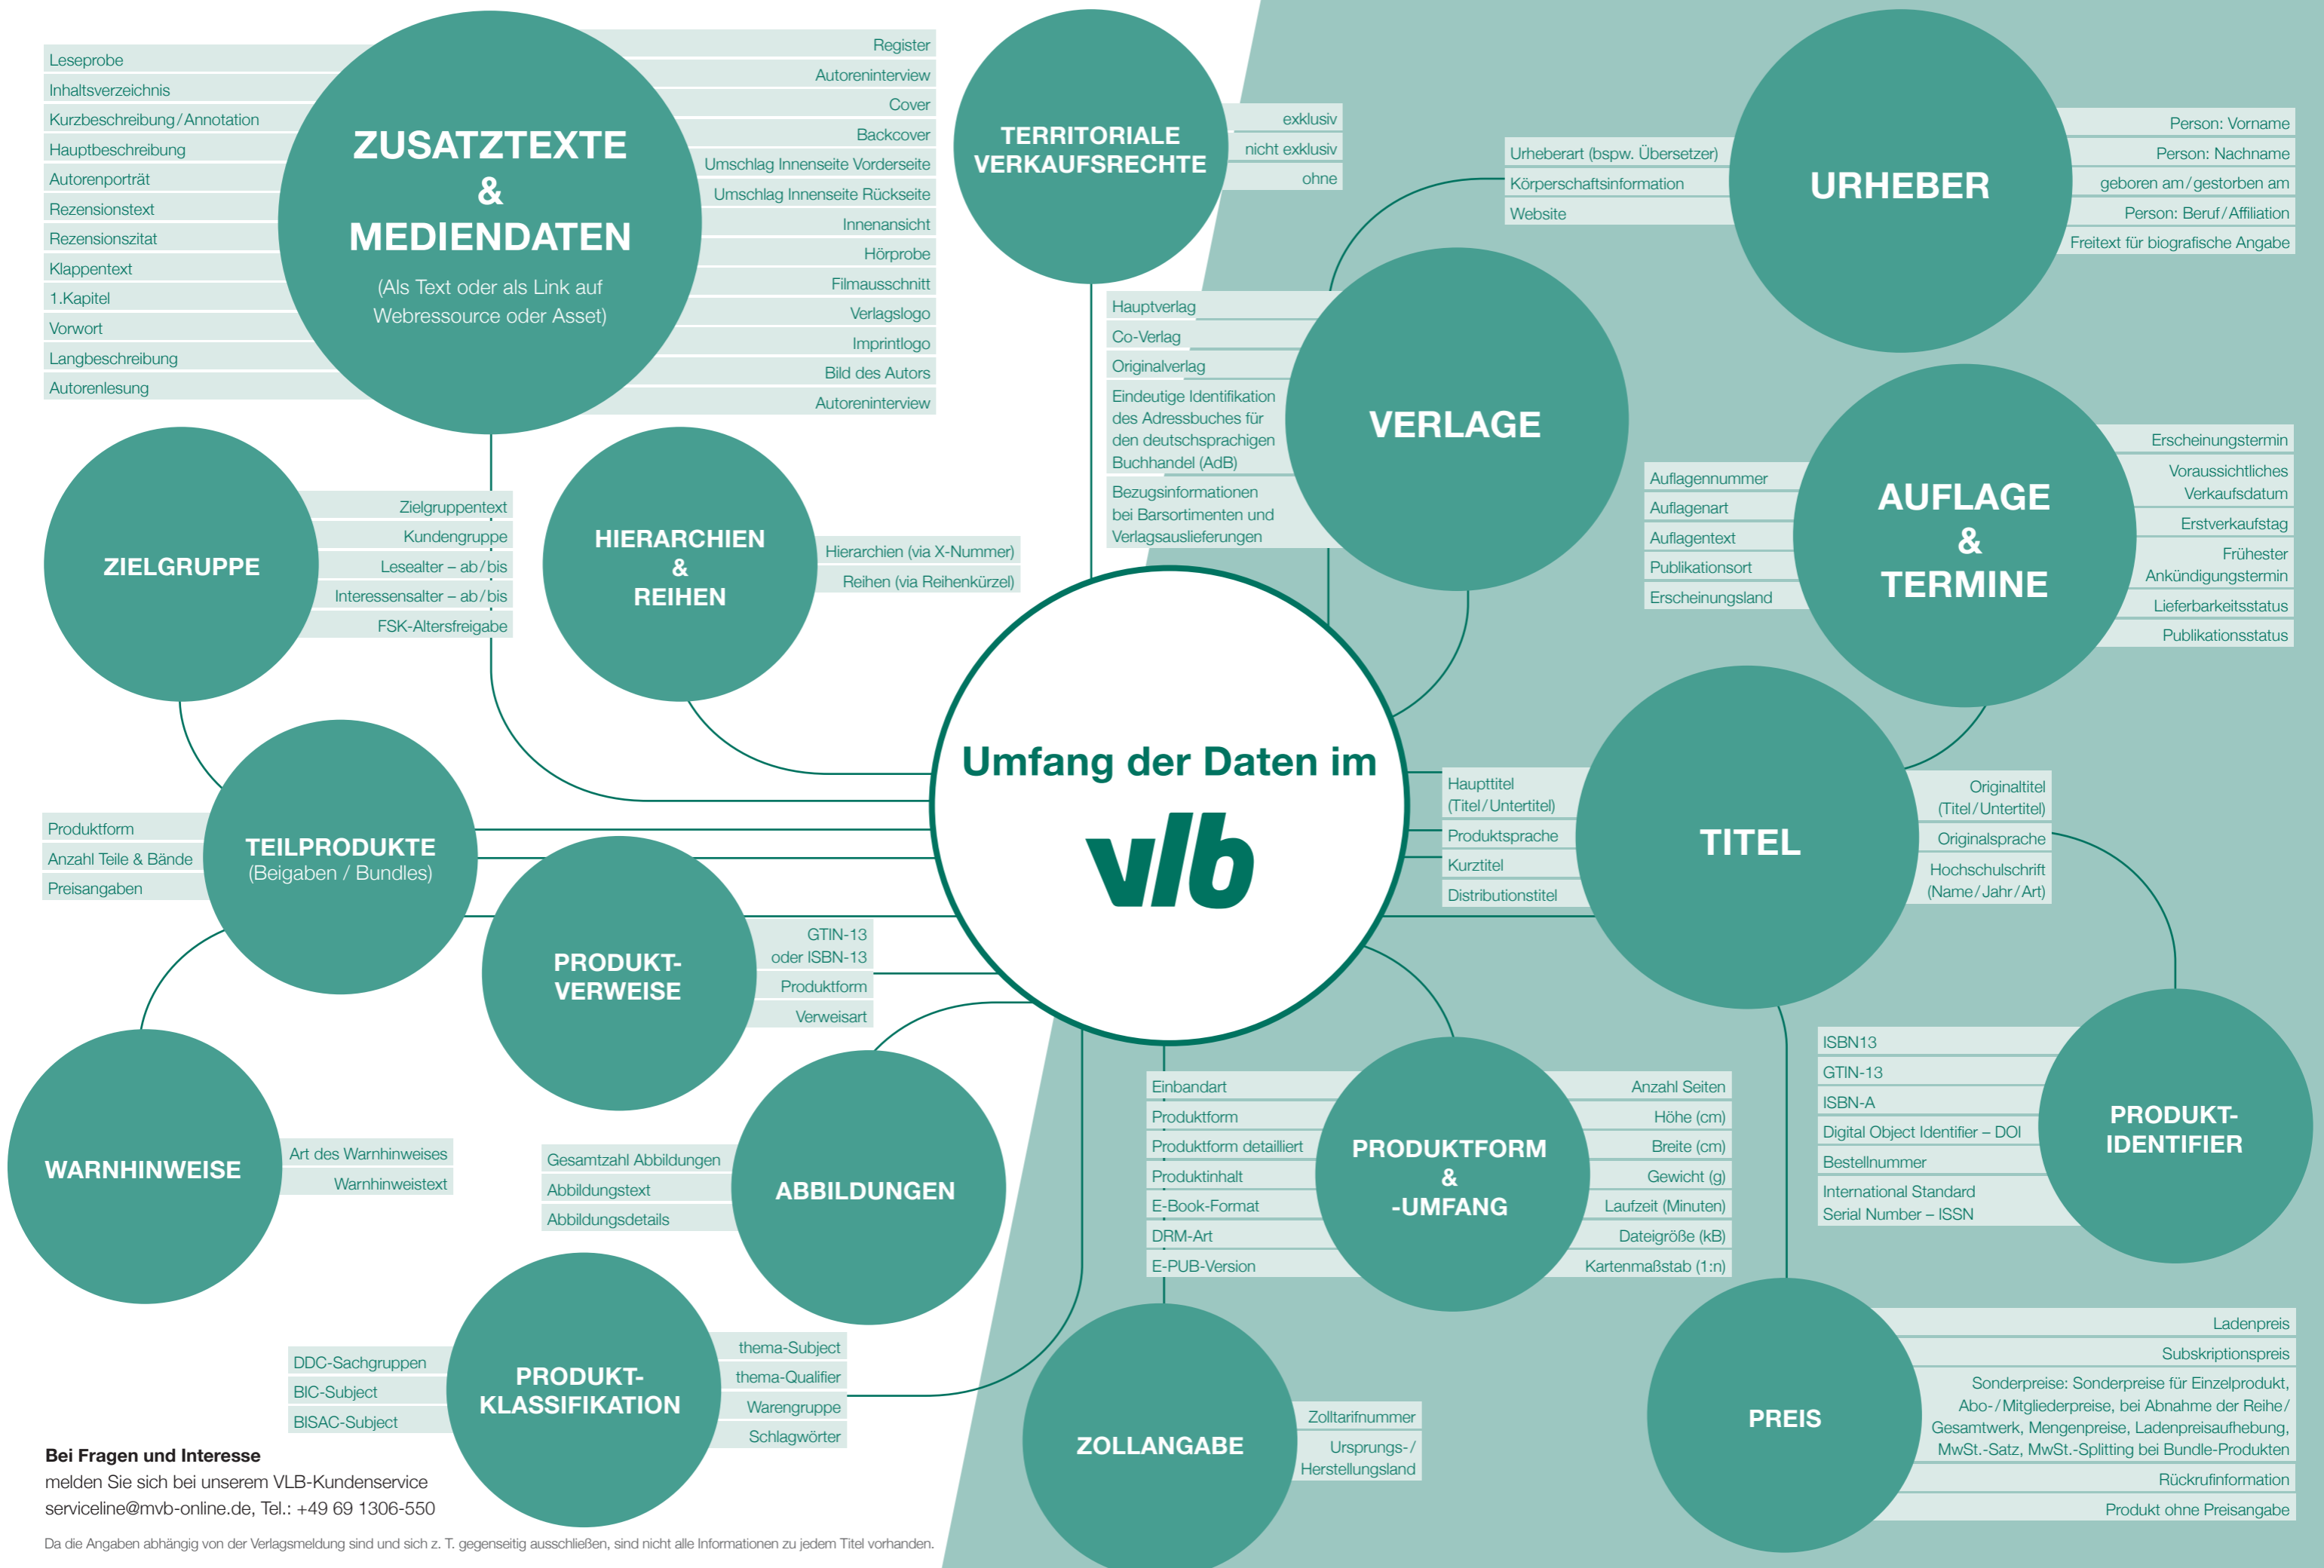 Leseprobe
Inhaltsverzeichnis
Kurzbeschreibung/Annotation
Hauptbeschreibung
Autorenporträt
Rezensionstext
Rezensionszitat
Klappentext
1.Kapitel
Vorwort
Langbeschreibung
Autorenlesung
ZUSATZTEXTE
&
MEDIENDATEN
(Als Text oder als Link auf
Webressource oder Asset)
Register
Autoreninterview
Cover
Backcover
Umschlag Innenseite Vorderseite
Umschlag Innenseite Rückseite
Innenansicht
Hörprobe
Filmausschnitt
Verlagslogo
Imprintlogo
Bild des Autors
Autoreninterview
TERRITORIALE
VERKAUFSRECHTE
exklusiv
nicht exklusiv
ohne
Urheberart (bspw. Übersetzer)
Körperschaftsinformation
Website
URHEBER
Person: Vorname
Person: Nachname
geboren am/gestorben am
Person: Beruf/Affiliation
Freitext für biografische Angabe
Hauptverlag
Co-Verlag
Originalverlag
Eindeutige Identifikation
des Adressbuches für
den deutschsprachigen
Buchhandel (AdB)
Bezugsinformationen
bei Barsortimenten und
Verlagsauslieferungen
VERLAGE
Auflagennummer
Auflagenart
Auflagentext
Publikationsort
Erscheinungsland
AUFLAGE
&
TERMINE
Erscheinungstermin
Voraussichtliches
Verkaufsdatum
Erstverkaufstag
Frühester
Ankündigungstermin
Lieferbarkeitsstatus
Publikationsstatus
ZIELGRUPPE
Zielgruppentext
Kundengruppe
Lesealter – ab/bis
Interessensalter – ab/bis
FSK-Altersfreigabe
HIERARCHIEN
&
REIHEN
Hierarchien (via X-Nummer)
Reihen (via Reihenkürzel)
Umfang der Daten im
vlb
Produktform
Anzahl Teile & Bände
Preisangaben
TEILPRODUKTE
(Beigaben / Bundles)
Haupttitel
(Titel/Untertitel)
Produktsprache
Kurztitel
Distributionstitel
TITEL
Originaltitel
(Titel/Untertitel)
Originalsprache
Hochschulschrift
(Name/Jahr/Art)
PRODUKT-
VERWEISE
GTIN-13
oder ISBN-13
Produktform
Verweisart
WARNHINWEISE
Art des Warnhinweises
Warnhinweistext
Gesamtzahl Abbildungen
Abbildungstext
Abbildungsdetails
ABBILDUNGEN
Einbandart
Produktform
Produktform detailliert
Produktinhalt
E-Book-Format
DRM-Art
E-PUB-Version
PRODUKTFORM
&
-UMFANG
Anzahl Seiten
Höhe (cm)
Breite (cm)
Gewicht (g)
Laufzeit (Minuten)
Dateigröße (kB)
Kartenmaßstab (1:n)
ISBN13
GTIN-13
ISBN-A
Digital Object Identifier – DOI
Bestellnummer
International Standard
Serial Number – ISSN
PRODUKT-
IDENTIFIER
DDC-Sachgruppen
BIC-Subject
BISAC-Subject
PRODUKT-
KLASSIFIKATION
thema-Subject
thema-Qualifier
Warengruppe
Schlagwörter
ZOLLANGABE
Zolltarifnummer
Ursprungs-/
Herstellungsland
PREIS
Ladenpreis
Subskriptionspreis
Sonderpreise: Sonderpreise für Einzelprodukt,
Abo-/Mitgliederpreise, bei Abnahme der Reihe/
Gesamtwerk, Mengenpreise, Ladenpreisaufhebung,
MwSt.-Satz, MwSt.-Splitting bei Bundle-Produkten
Rückrufinformation
Produkt ohne Preisangabe
Bei Fragen und Interesse
melden Sie sich bei unserem VLB-Kundenservice
serviceline@mvb-online.de, Tel.: +49 69 1306-550
Da die Angaben abhängig von der Verlagsmeldung sind und sich z. T. gegenseitig ausschließen, sind nicht alle Informationen zu jedem Titel vorhanden.